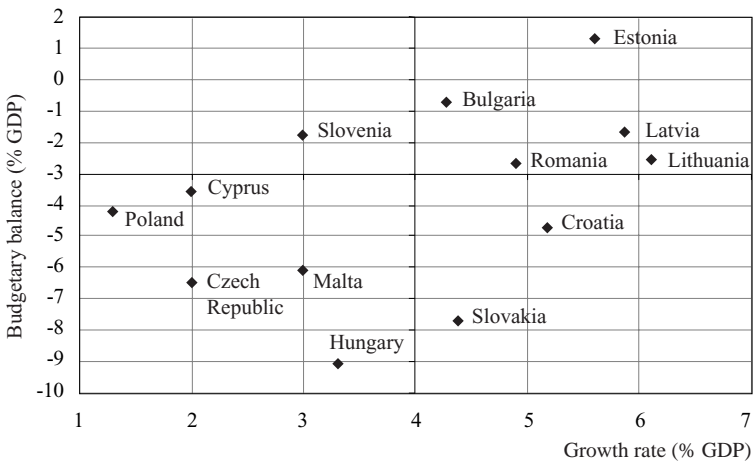 Budgetary balance (% GDP)
2
1
0
-1
-2
-3
-4
-5
-6
-7
-8
-9
-10
Estonia
Bulgaria
Slovenia
Latvia
Romania
Lithuania
Cyprus
Poland
Croatia
Czech
Republic
Malta
Slovakia
Hungary
1 2 3 4 5 6 7
Growth rate (% GDP)